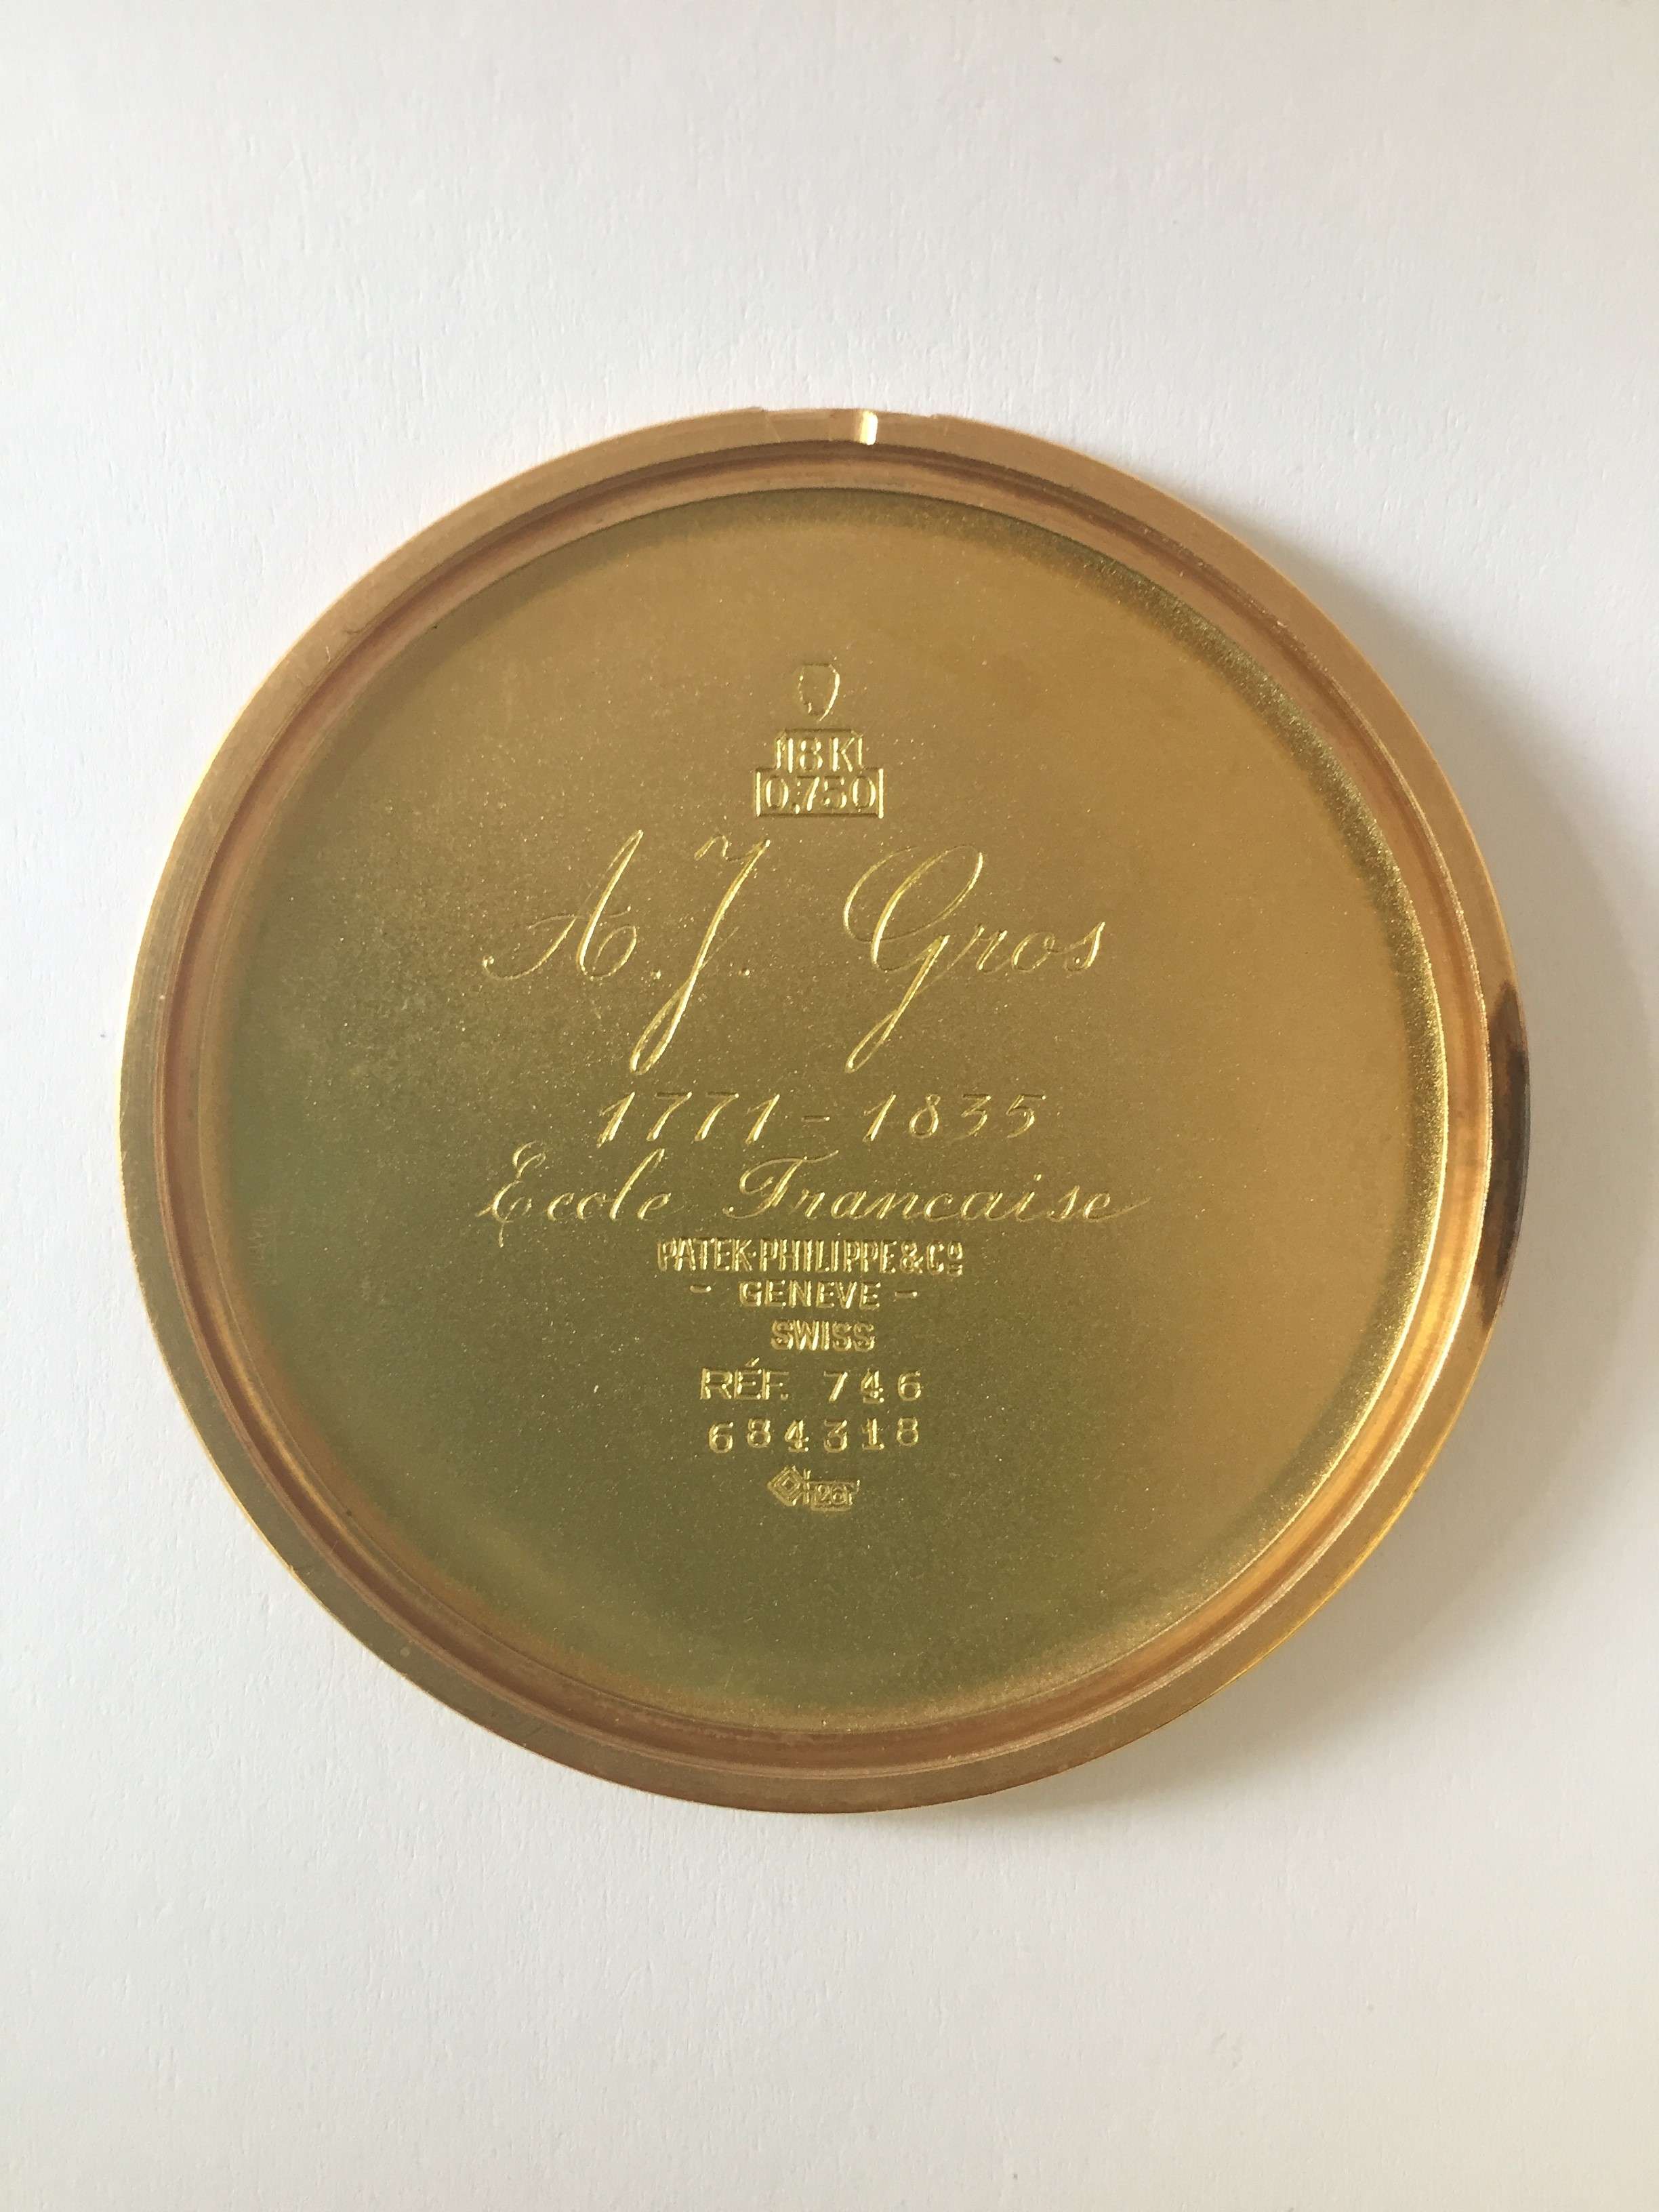 18K
0,750
A.J. Gros
1771 - 1835
Ecole Francaise
PATEK·PHILIPPE & Cº
- GENEVE -
SWISS
RÉF. 746
684318